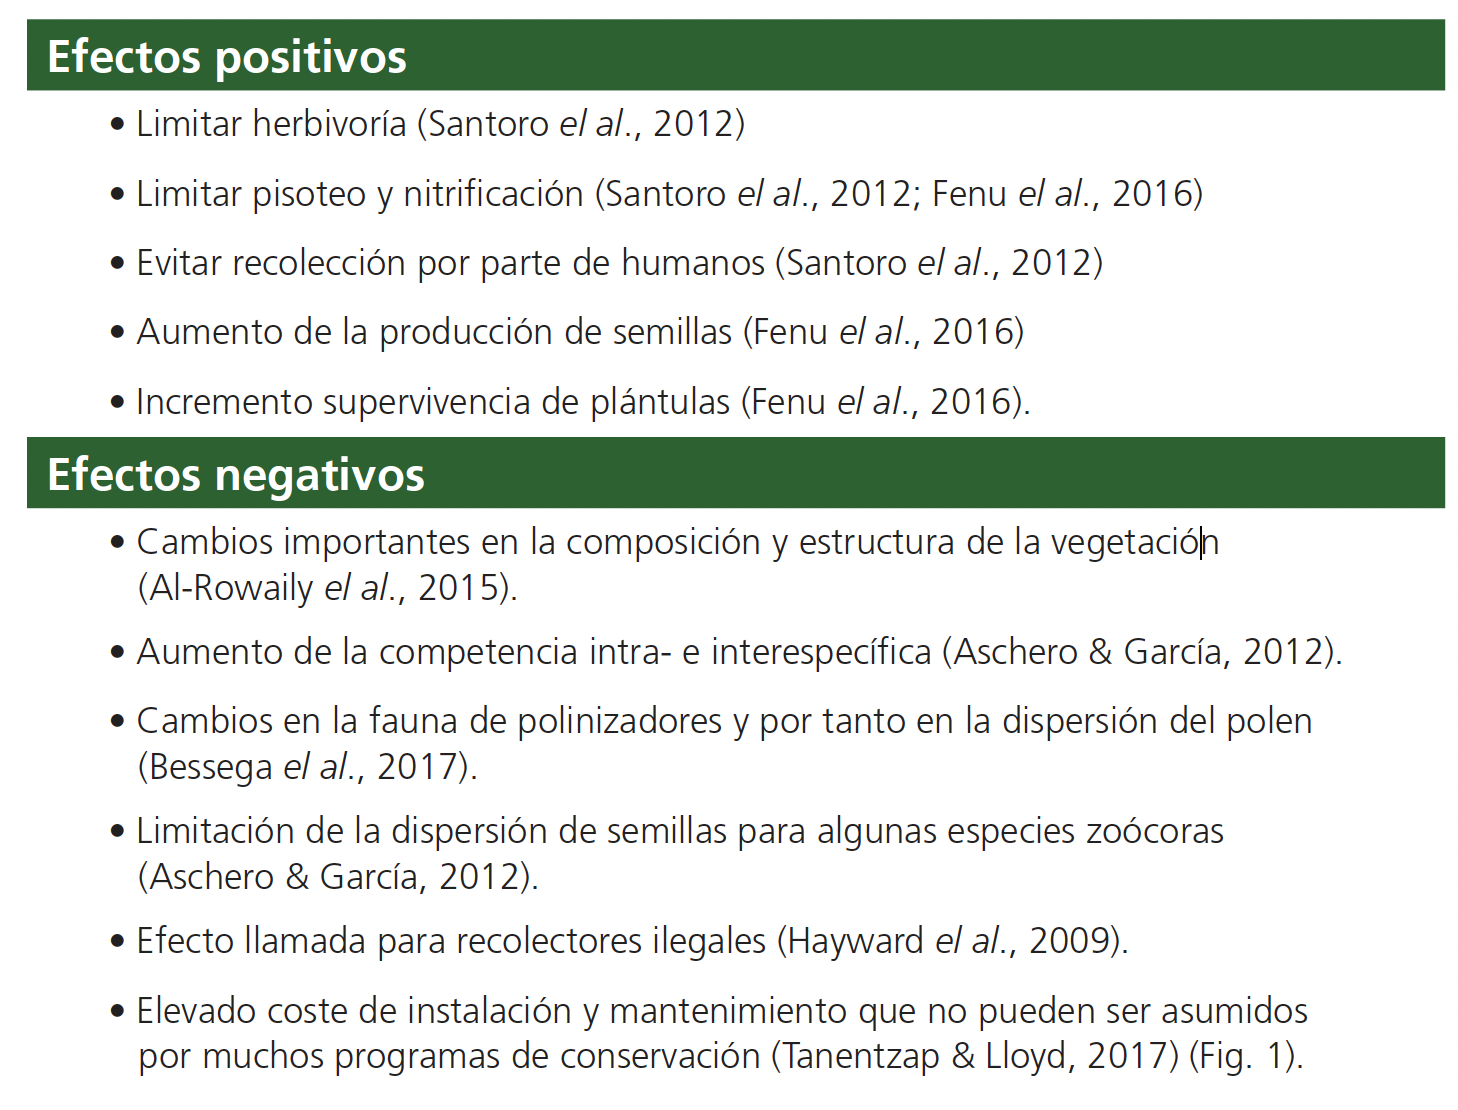 Efectos positivos
• Limitar herbivoría (Santoro el al., 2012)
• Limitar pisoteo y nitrificación (Santoro el al., 2012; Fenu el al., 2016)
• Evitar recolección por parte de humanos (Santoro el al., 2012)
• Aumento de la producción de semillas (Fenu el al., 2016)
• Incremento supervivencia de plántulas (Fenu el al., 2016).
Efectos negativos
• Cambios importantes en la composición y estructura de la vegetación
(Al-Rowaily el al., 2015).
• Aumento de la competencia intra- e interespecífica (Aschero & García, 2012).
• Cambios en la fauna de polinizadores y por tanto en la dispersión del polen
(Bessega el al., 2017).
• Limitación de la dispersión de semillas para algunas especies zoócoras
(Aschero & García, 2012).
• Efecto llamada para recolectores ilegales (Hayward el al., 2009).
• Elevado coste de instalación y mantenimiento que no pueden ser asumidos
por muchos programas de conservación (Tanentzap & Lloyd, 2017) (Fig. 1).